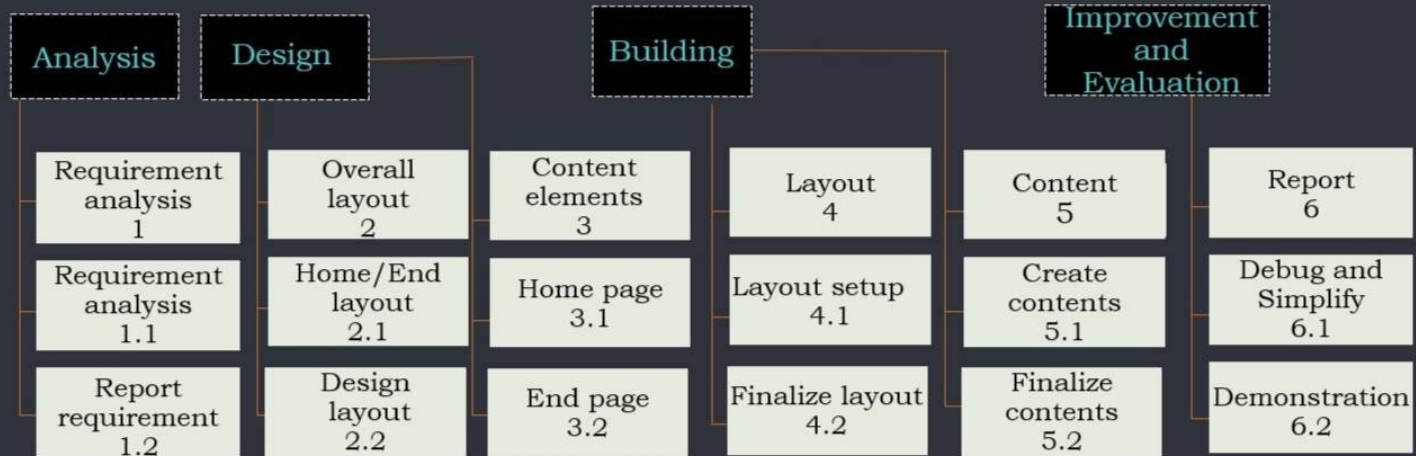 Analysis
Design
Building
Improvement
and
Evaluation
Requirement
analysis
1
Overall
layout
2
Content
elements
3
Layout
4
Content
5
Report
6
Requirement
analysis
1.1
Home/End
layout
2.1
Home page
3.1
Layout setup
4.1
Create
contents
5.1
Debug and
Simplify
6.1
Report
requirement
1.2
Design
layout
2.2
End page
3.2
Finalize layout
4.2
Finalize
contents
5.2
Demonstration
6.2